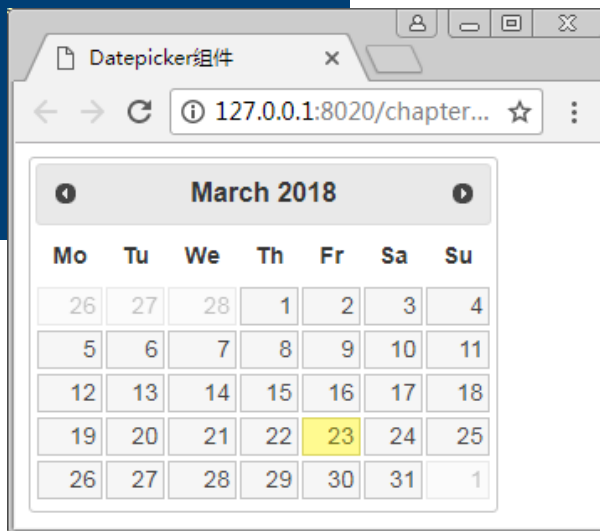 Datepicker组件
127.0.0.1:8020/chapter...
March 2018
Mo Tu We Th Fr Sa Su
26 27 28 1 2 3 4
5 6 7 8 9 10 11
12 13 14 15 16 17 18
19 20 21 22 23 24 25
26 27 28 29 30 31 1